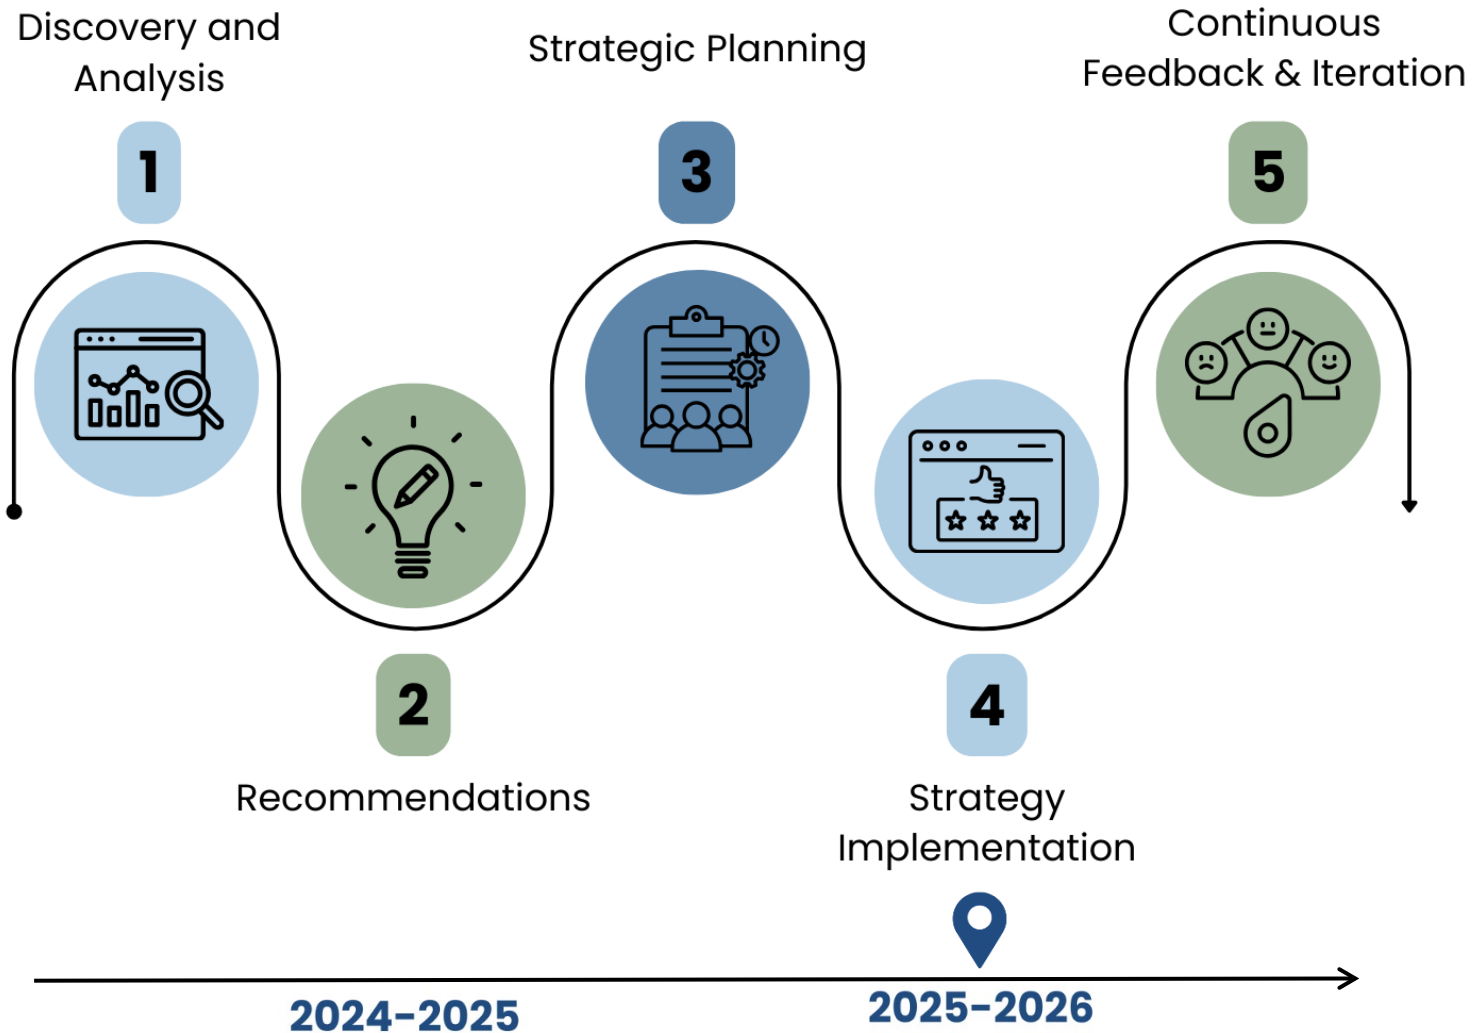 Discovery and
Analysis
1
2
Recommendations
Strategic Planning
3
4
Strategy
Implementation
Continuous
Feedback & Iteration
5
2024-2025
2025-2026